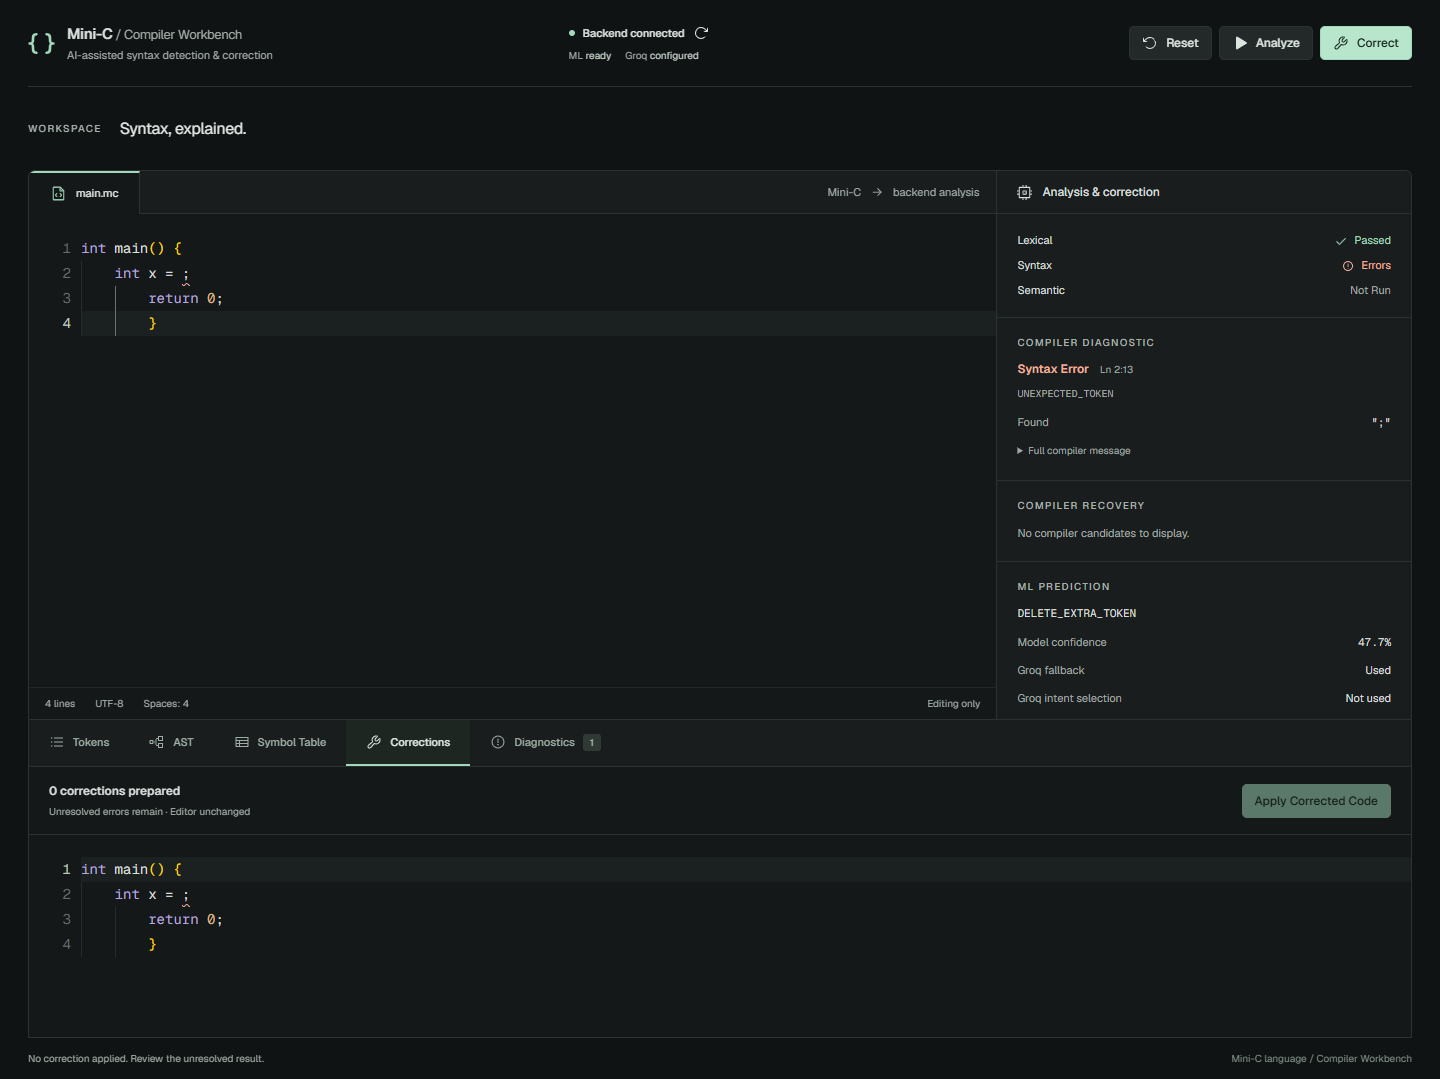 Mini-C / Compiler Workbench
AI-assisted syntax detection & correction
Backend connected
ML ready Groq configured
Reset
Analyze
Correct
WORKSPACE Syntax, explained.
main.mc
Mini-C → backend analysis
1 int main() {
2     int x = ;
3         return 0;
4         }
4 lines UTF-8 Spaces: 4
Editing only
Analysis & correction
Lexical Passed
Syntax Errors
Semantic Not Run
COMPILER DIAGNOSTIC
Syntax Error Ln 2:13
UNEXPECTED_TOKEN
Found ";"
Full compiler message
COMPILER RECOVERY
No compiler candidates to display.
ML PREDICTION
DELETE_EXTRA_TOKEN
Model confidence 47.7%
Groq fallback Used
Groq intent selection Not used
Tokens AST Symbol Table Corrections Diagnostics 1
0 corrections prepared
Unresolved errors remain · Editor unchanged
Apply Corrected Code
1 int main() {
2     int x = ;
3         return 0;
4         }
No correction applied. Review the unresolved result.
Mini-C language / Compiler Workbench